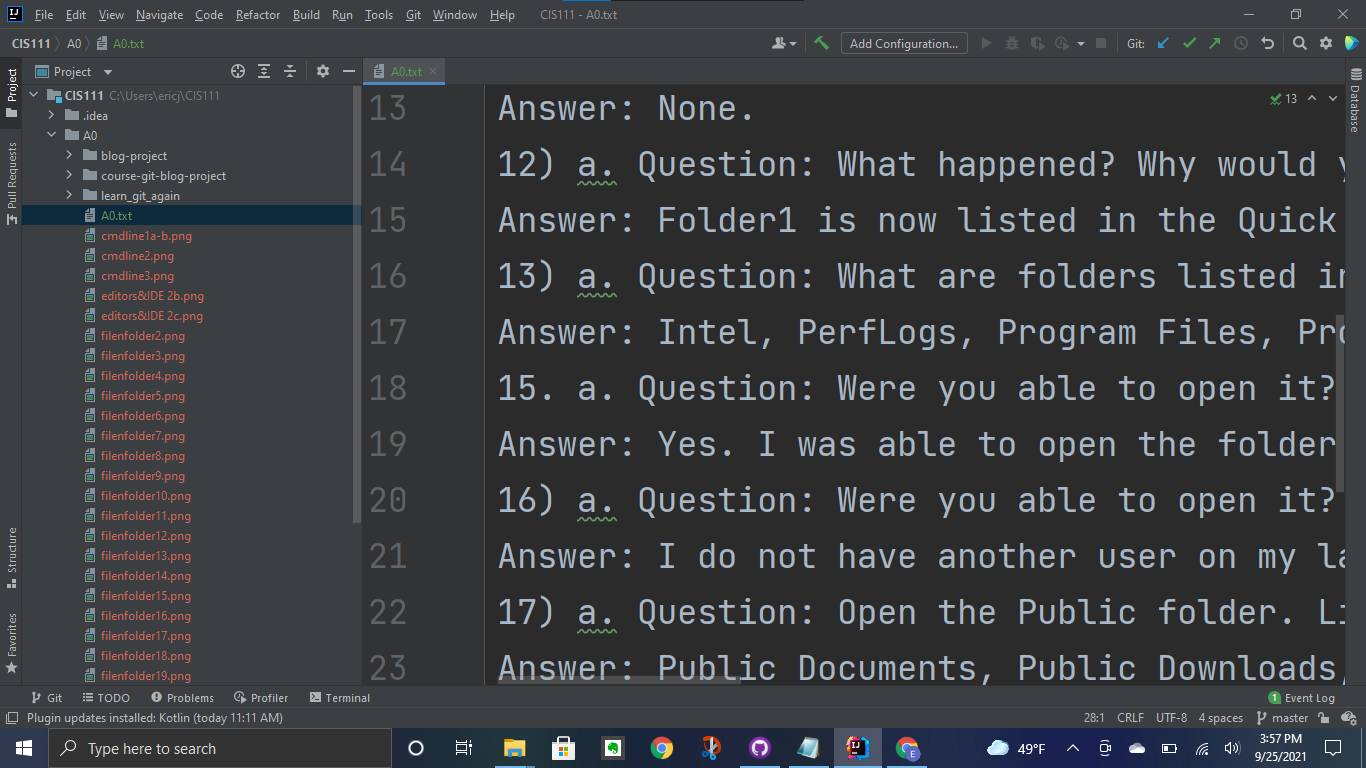 File Edit View Navigate Code Refactor Build Run Tools Git Window Help CIS111 - A0.txt
CIS111 A0 A0.txt Add Configuration... Git:
Project A0.txt
CIS111 C:\Users\ericj\CIS111
.idea
A0
blog-project
course-git-blog-project
learn_git_again
A0.txt
cmdline1a-b.png
cmdline2.png
cmdline3.png
editors&IDE 2b.png
editors&IDE 2c.png
filenfolder2.png
filenfolder3.png
filenfolder4.png
filenfolder5.png
filenfolder6.png
filenfolder7.png
filenfolder8.png
filenfolder9.png
filenfolder10.png
filenfolder11.png
filenfolder12.png
filenfolder13.png
filenfolder14.png
filenfolder15.png
filenfolder16.png
filenfolder17.png
filenfolder18.png
filenfolder19.png
Project
Pull Requests
Structure
Favorites
13 Answer: None.
14 12) a. Question: What happened? Why would
15 Answer: Folder1 is now listed in the Quick
16 13) a. Question: What are folders listed in
17 Answer: Intel, PerfLogs, Program Files,
18 15. a. Question: Were you able to open it?
19 Answer: Yes. I was able to open the folder
20 16) a. Question: Were you able to open it?
21 Answer: I do not have another user on my
22 17) a. Question: Open the Public folder.
23 Answer: Public Documents, Public Downloads,
13
Database
Git TODO Problems Profiler Terminal 1 Event Log
Plugin updates installed: Kotlin (today 11:11 AM) 28:1 CRLF UTF-8 4 spaces master
Type here to search E 49°F 3:57 PM
9/25/2021